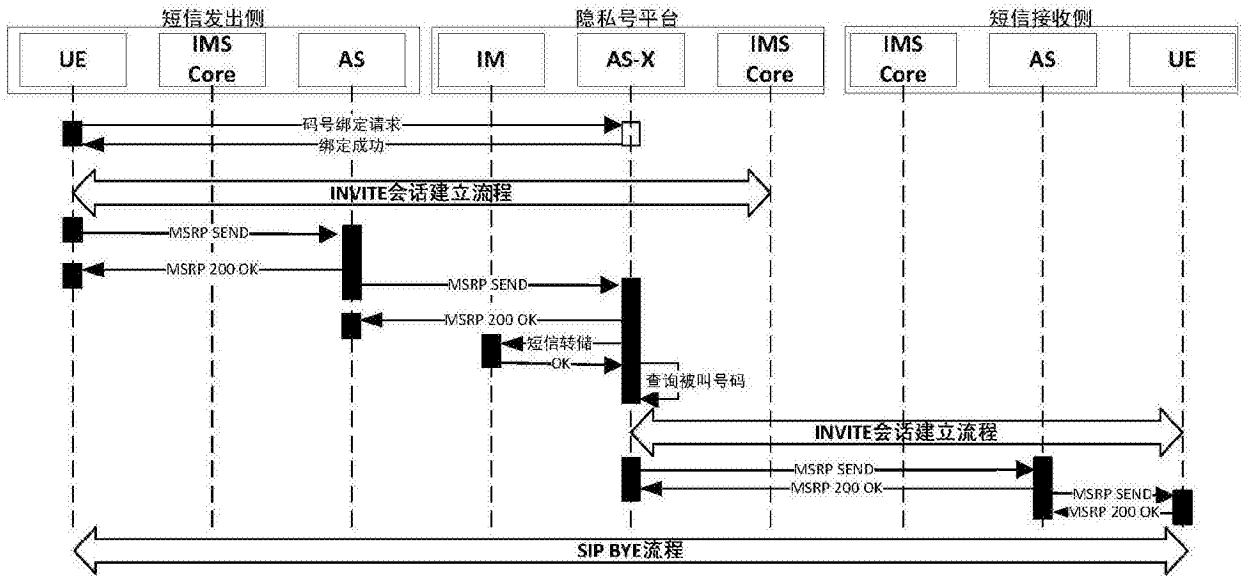 短信发出侧
隐私号平台
短信接收侧
UE
IMS
Core
AS
IM
AS-X
IMS
Core
IMS
Core
AS
UE
码号绑定请求
绑定成功
INVITE会话建立流程
MSRP SEND
MSRP 200 OK
MSRP SEND
MSRP 200 OK
短信转储
OK
查询被叫号码
INVITE会话建立流程
MSRP SEND
MSRP 200 OK
MSRP SEND
MSRP 200 OK
SIP BYE流程